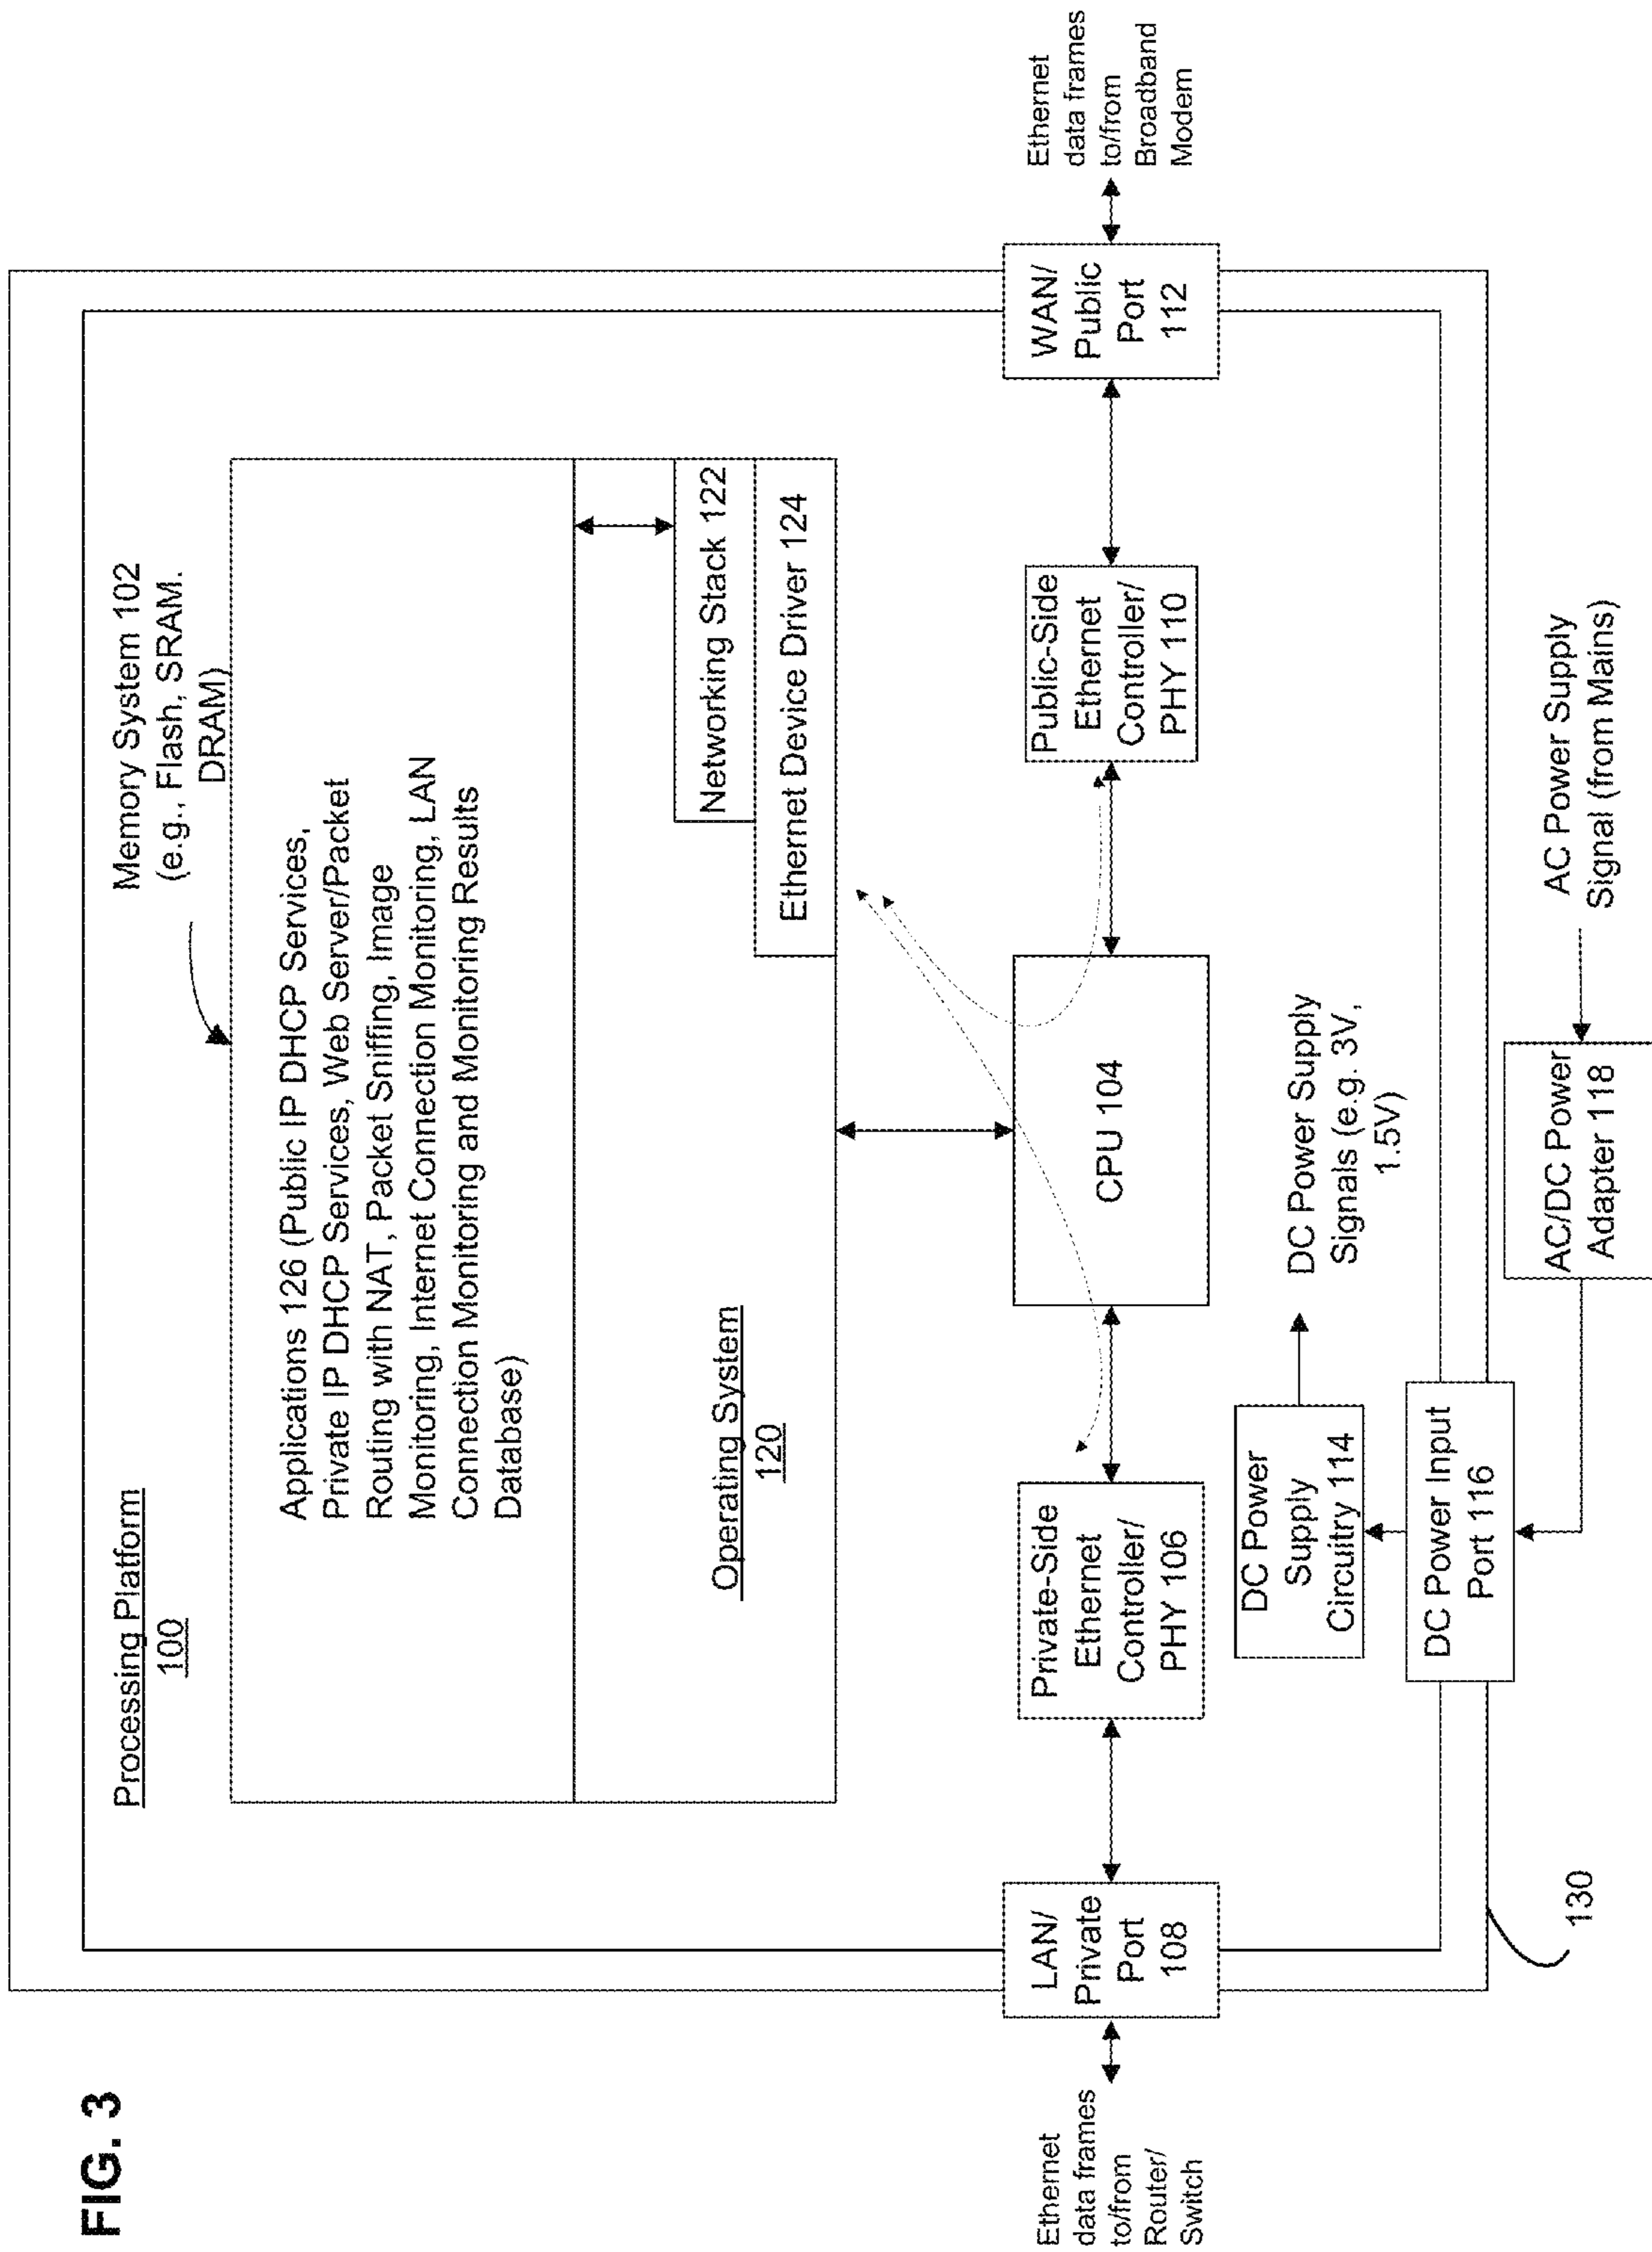 FIG. 3
Processing Platform
100
Memory System 102
(e.g., Flash, SRAM.
DRAM)
Applications 126 (Public IP DHCP Services,
Private IP DHCP Services, Web Server/Packet
Routing with NAT, Packet Sniffing, Image
Monitoring, Internet Connection Monitoring, LAN
Connection Monitoring and Monitoring Results
Database)
Operating System
120
Networking Stack 122
Ethernet Device Driver 124
Ethernet
data frames
to/from
Router/
Switch
LAN/
Private
Port
108
Private-Side
Ethernet
Controller/
PHY 106
CPU 104
Public-Side
Ethernet
Controller/
PHY 110
WAN/
Public
Port
112
Ethernet
data frames
to/from
Broadband
Modem
DC Power
Supply
Circuitry 114
DC Power Supply
Signals (e.g. 3V,
1.5V)
DC Power Input
Port 116
AC/DC Power
Adapter 118
AC Power Supply
Signal (from Mains)
130